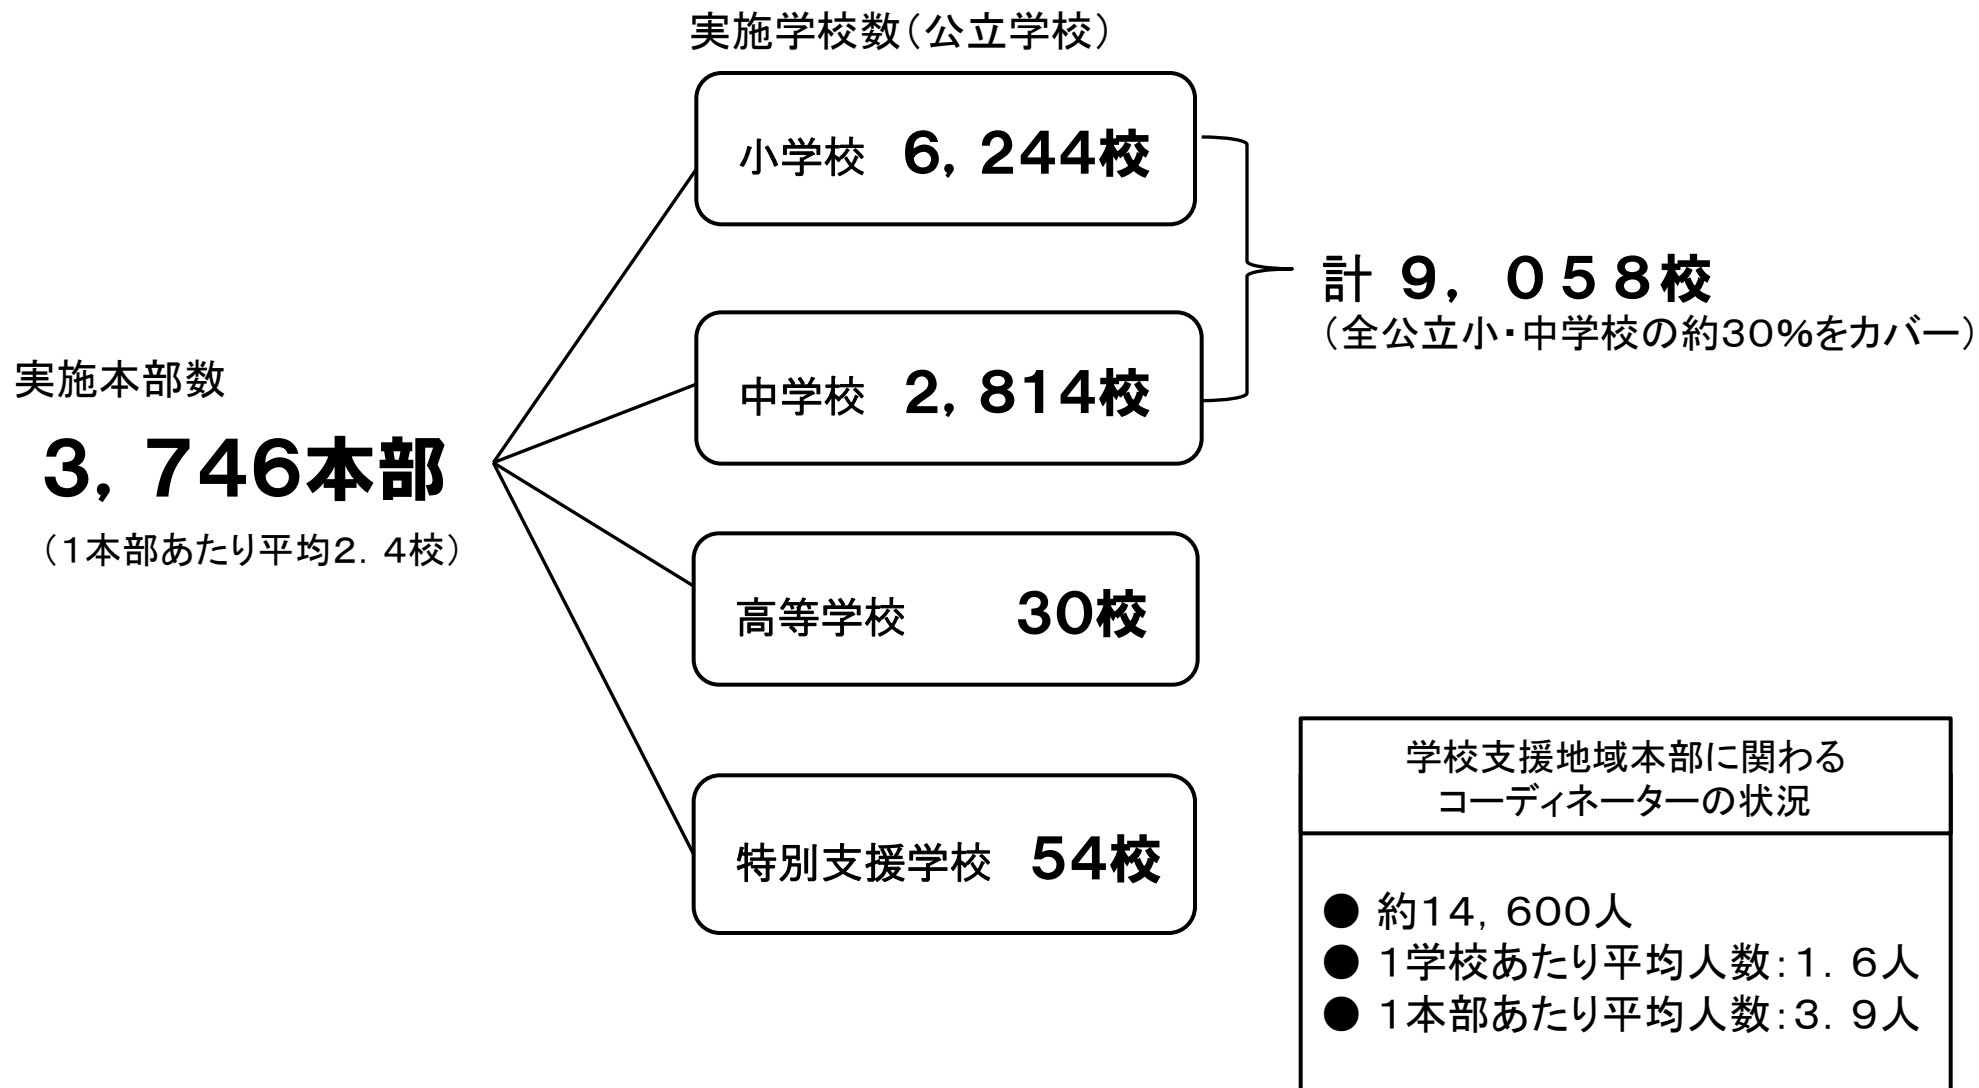 実施学校数(公立学校)
小学校 6,244校
計 9,058校
(全公立小・中学校の約30%をカバー)
中学校 2,814校
実施本部数
3,746本部
(1本部あたり平均2.4校)
高等学校 30校
特別支援学校 54校
学校支援地域本部に関わる
コーディネーターの状況
● 約14,600人
● 1学校あたり平均人数:1.6人
● 1本部あたり平均人数:3.9人